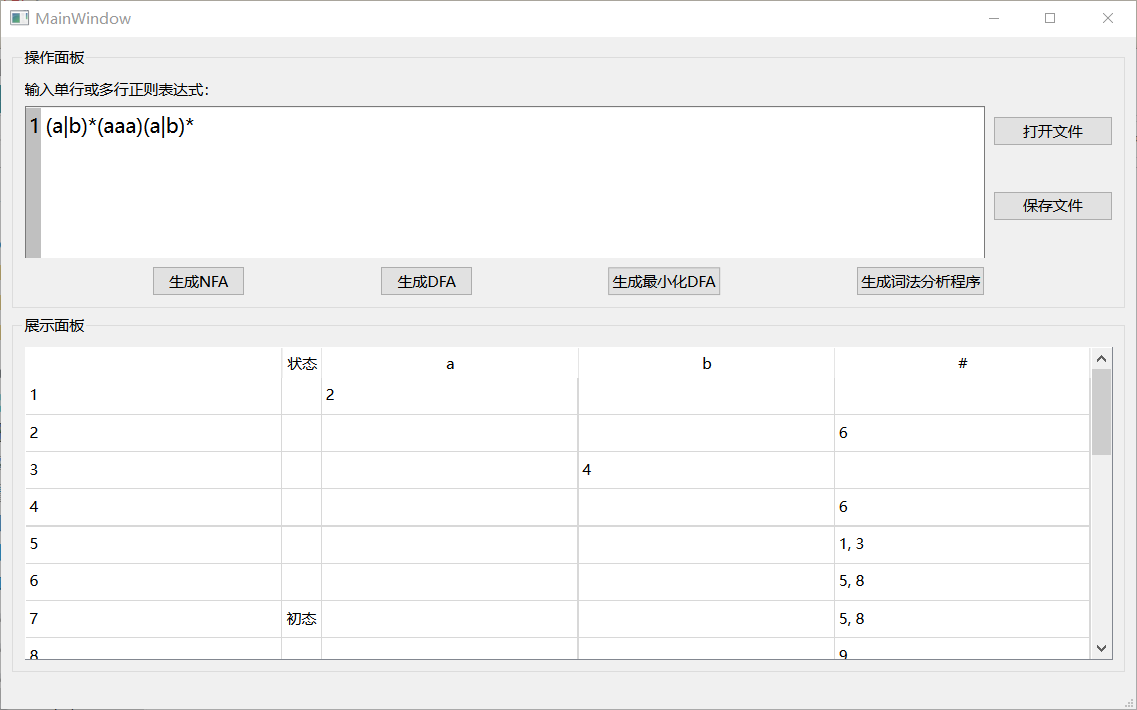 MainWindow
操作面板
输入单行或多行正则表达式：
1 (a|b)*(aaa)(a|b)*
打开文件
保存文件
生成NFA 生成DFA 生成最小化DFA 生成词法分析程序
展示面板
状态 a b #
1 2
2 6
3 4
4 6
5 1, 3
6 5, 8
7 初态 5, 8
8 9